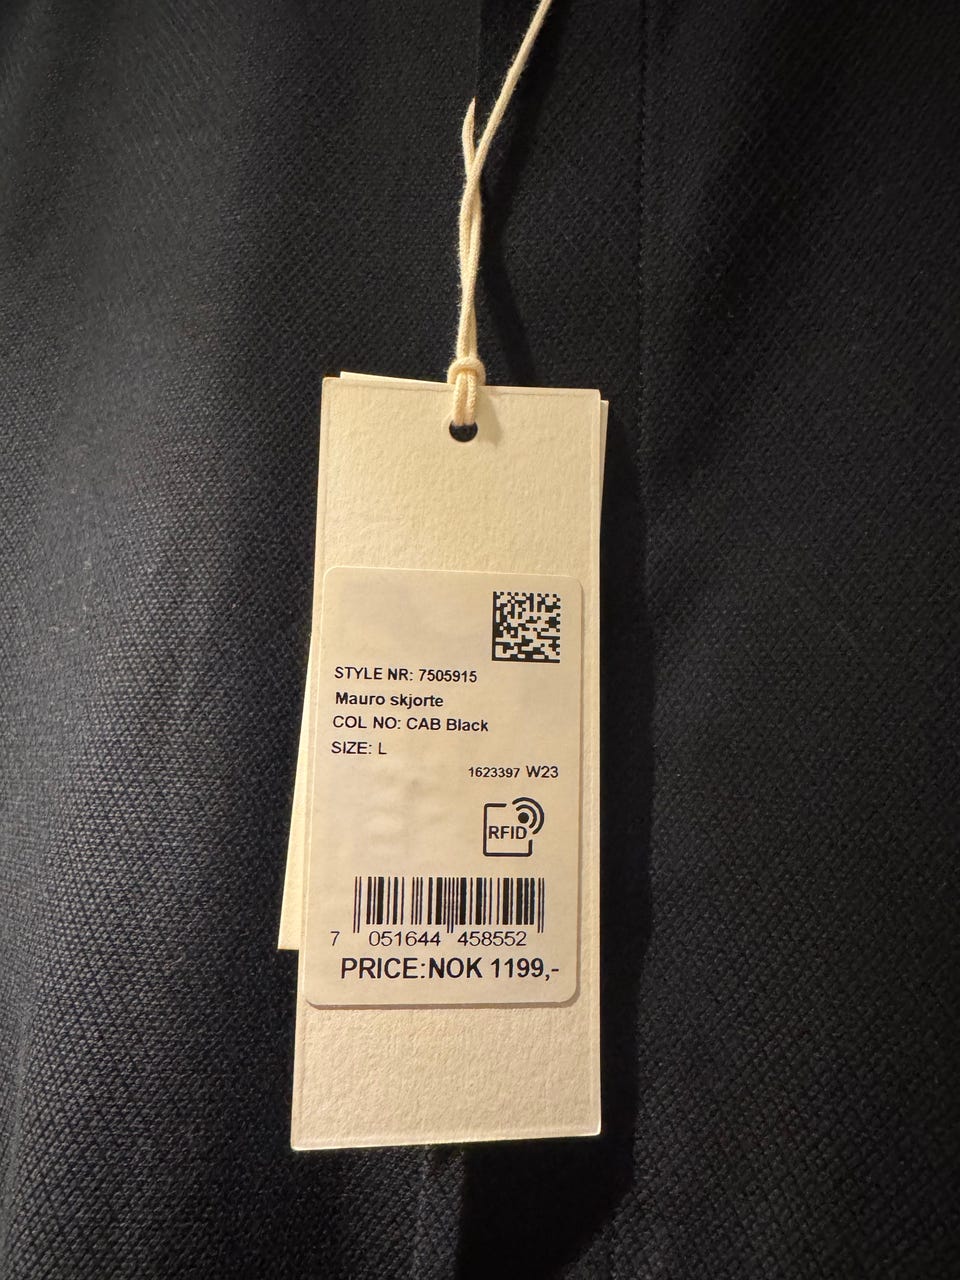 STYLE NR: 7505915
Mauro skjorte
COL NO: CAB Black
SIZE: L
1623397 W23
RFID
7 051644 458552
PRICE:NOK 1199,-